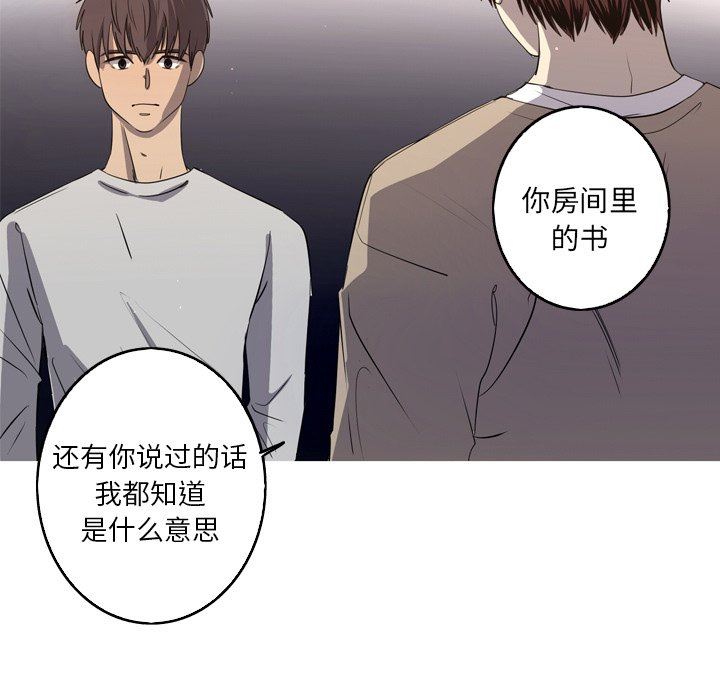 你房间里
的书
还有你说过的话
我都知道
是什么意思